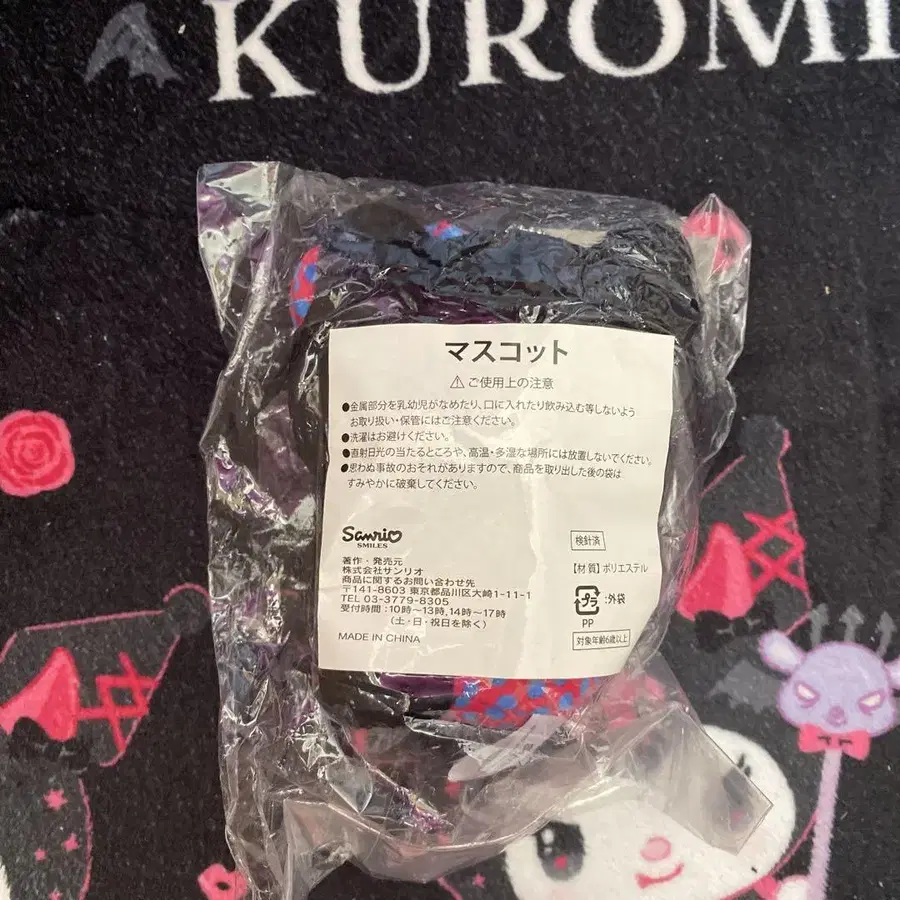 KUROMI
マスコット
⚠ご使用上の注意
●金属部分を乳幼児がなめたり、口に入れたり飲み込む等しないよう
お取り扱い・保管にはご注意ください。
●洗濯はお避けください。
●直射日光の当たるところや、高温・多湿な場所には放置しないでください。
●思わぬ事故のおそれがありますので、商品を取り出した後の袋は
すみやかに破棄してください。
Sanrio
SMILES
著作・発売元
株式会社サンリオ
商品に関するお問い合わせ先
〒141-8603 東京都品川区大崎1-11-1
TEL 03-3779-8305
受付時間:10時〜13時,14時〜17時
(土・日・祝日を除く)
MADE IN CHINA
検針済
【材質】ポリエステル
プラ :外袋
PP
対象年齢6歳以上